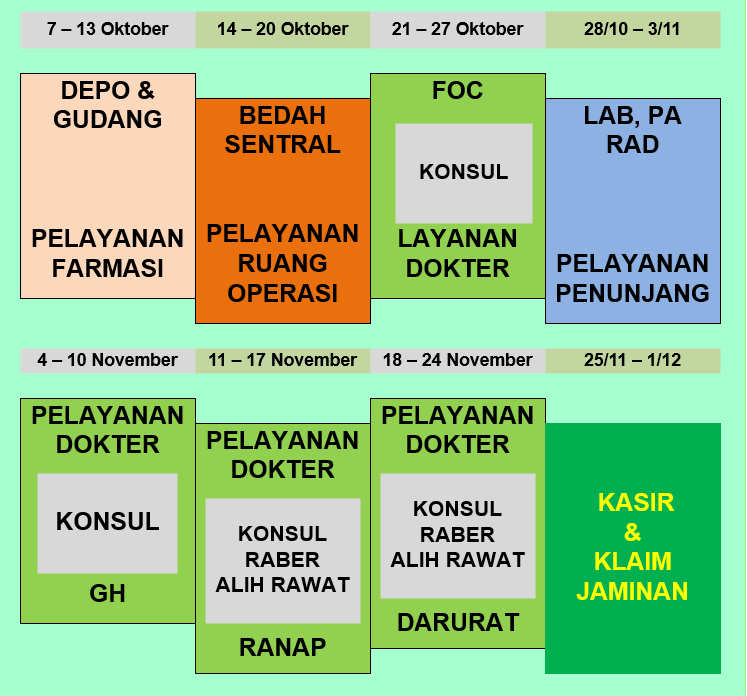 7 – 13 Oktober
14 – 20 Oktober
21 – 27 Oktober
28/10 – 3/11
DEPO &
GUDANG
PELAYANAN
FARMASI
BEDAH
SENTRAL
PELAYANAN
RUANG
OPERASI
FOC
KONSUL
LAYANAN
DOKTER
LAB, PA
RAD
PELAYANAN
PENUNJANG
4 – 10 November
11 – 17 November
18 – 24 November
25/11 – 1/12
PELAYANAN
DOKTER
KONSUL
GH
PELAYANAN
DOKTER
KONSUL
RABER
ALIH RAWAT
RANAP
PELAYANAN
DOKTER
KONSUL
RABER
ALIH RAWAT
DARURAT
KASIR
&
KLAIM
JAMINAN